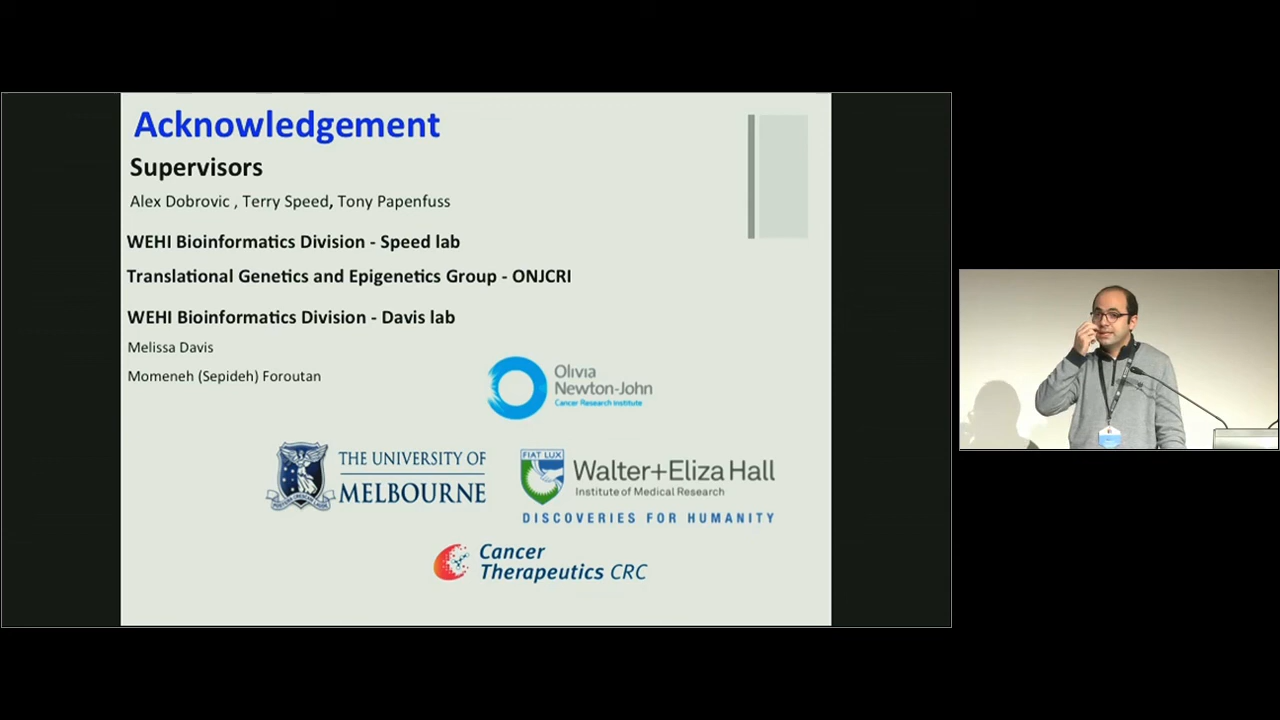 Acknowledgement
Supervisors
Alex Dobrovic , Terry Speed, Tony Papenfuss
WEHI Bioinformatics Division - Speed lab
Translational Genetics and Epigenetics Group - ONJCRI
WEHI Bioinformatics Division - Davis lab
Melissa Davis
Momeneh (Sepideh) Foroutan
Olivia
Newton-John
Cancer Research Institute
THE UNIVERSITY OF
MELBOURNE
FIAT LUX
Walter+Eliza Hall
Institute of Medical Research
DISCOVERIES FOR HUMANITY
Cancer
Therapeutics CRC